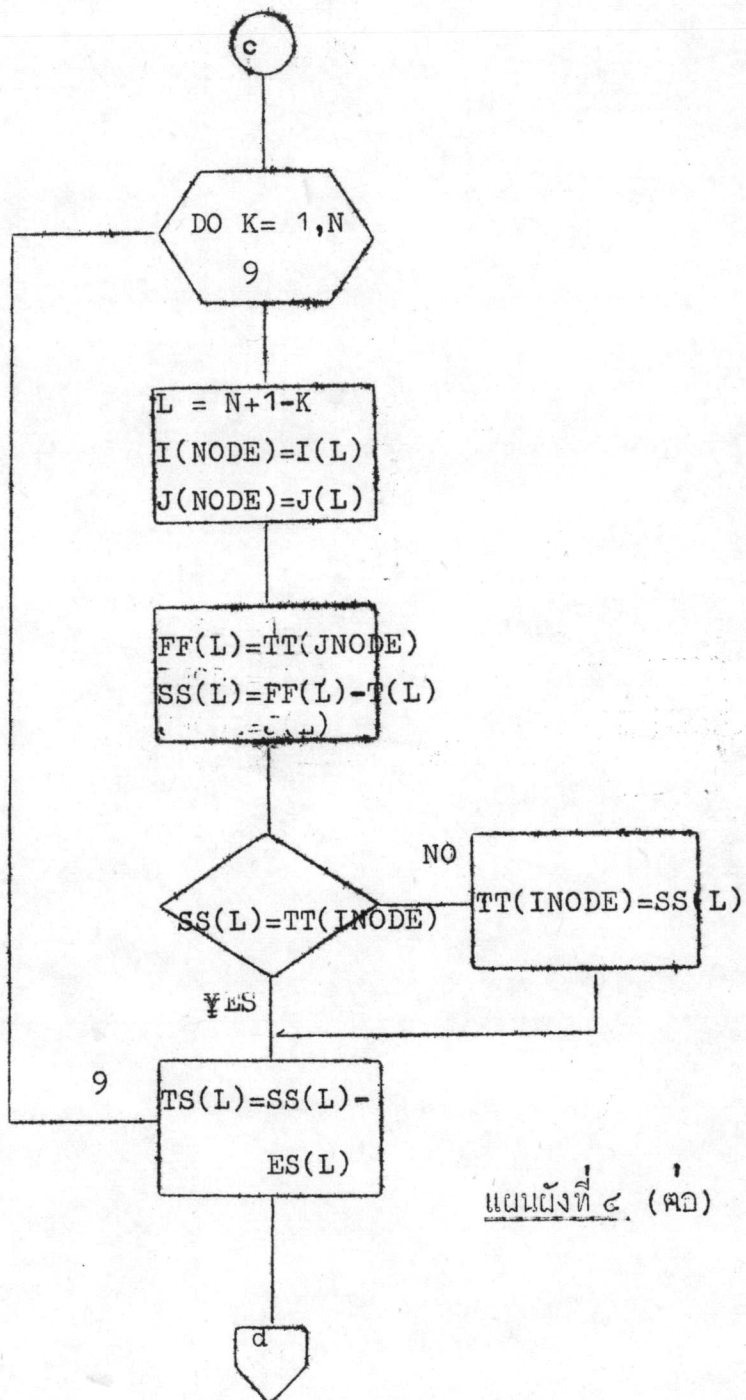 c
DO K= 1,N
9
L = N+1-K
I(NODE)=I(L)
J(NODE)=J(L)
FF(L)=TT(JNODE)
SS(L)=FF(L)-T(L)
NO
SS(L)=TT(INODE)
TT(INODE)=SS(L)
YES
9
TS(L)=SS(L)-
ES(L)
แผนผังที่ ๔ (ต่อ)
d